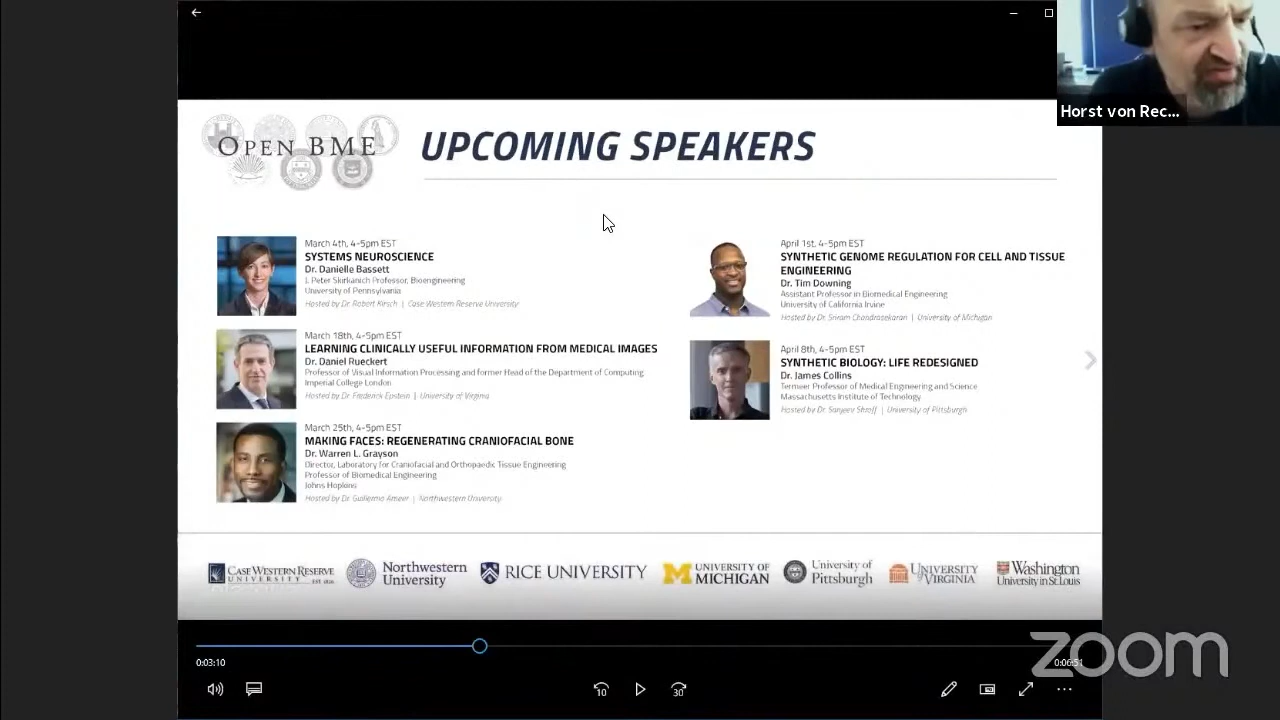 Horst von Rec...
OPEN BME
UPCOMING SPEAKERS
March 4th, 4-5pm EST
SYSTEMS NEUROSCIENCE
Dr. Danielle Bassett
J. Peter Skirkanich Professor, Bioengineering
University of Pennsylvania
Hosted by Dr. Robert Kirsch | Case Western Reserve University
March 18th, 4-5pm EST
LEARNING CLINICALLY USEFUL INFORMATION FROM MEDICAL IMAGES
Dr. Daniel Rueckert
Professor of Visual Information Processing and former Head of the Department of Computing
Imperial College London
Hosted by Dr. Frederick Epstein | University of Virginia
March 25th, 4-5pm EST
MAKING FACES: REGENERATING CRANIOFACIAL BONE
Dr. Warren L. Grayson
Director, Laboratory for Craniofacial and Orthopaedic Tissue Engineering
Professor of Biomedical Engineering
Johns Hopkins
Hosted by Dr. Guillermo Ameer | Northwestern University
April 1st, 4-5pm EST
SYNTHETIC GENOME REGULATION FOR CELL AND TISSUE
ENGINEERING
Dr. Tim Downing
Assistant Professor in Biomedical Engineering
University of California Irvine
Hosted by Dr. Sriram Chandrasekaran | University of Michigan
April 8th, 4-5pm EST
SYNTHETIC BIOLOGY: LIFE REDESIGNED
Dr. James Collins
Termeer Professor of Medical Engineering and Science
Massachusetts Institute of Technology
Hosted by Dr. Sanjeev Shroff | University of Pittsburgh
CASE WESTERN RESERVE
UNIVERSITY EST. 1826
Northwestern
University
RICE UNIVERSITY
UNIVERSITY OF
MICHIGAN
University of
Pittsburgh
UNIVERSITY
of VIRGINIA
Washington
University in St. Louis
0:03:10
0:06:51
10
30
zoom